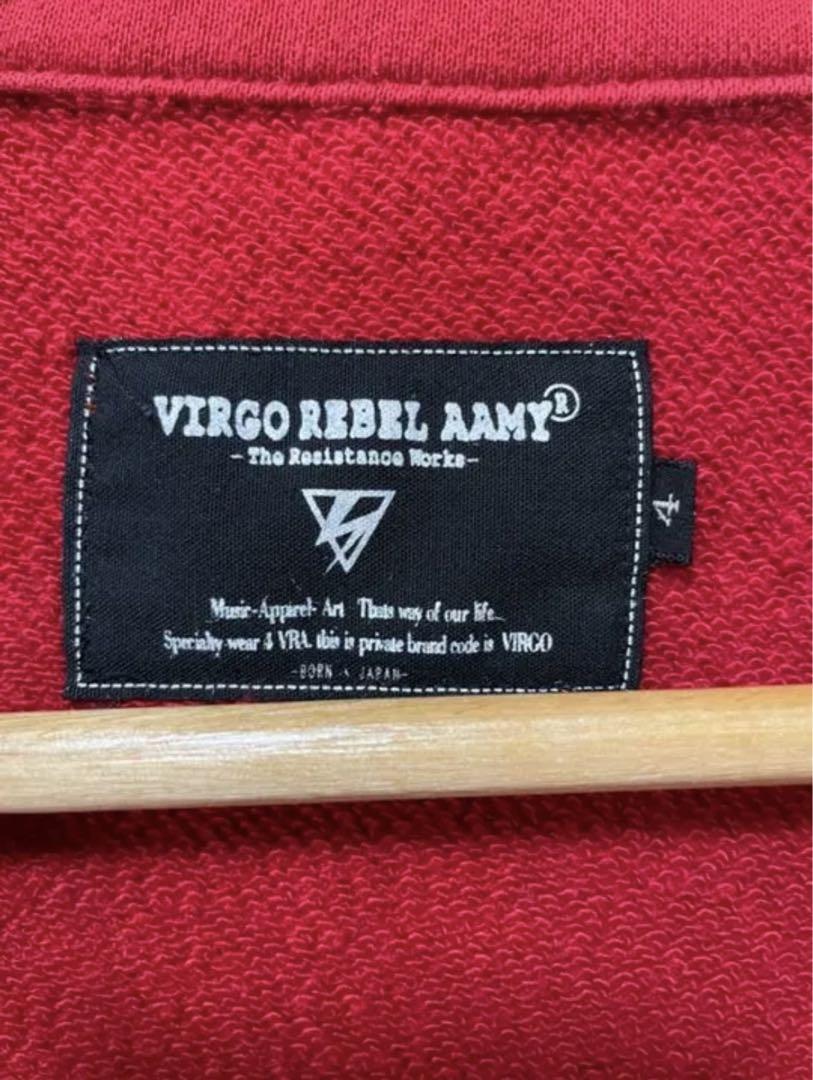 VIRGO REBEL AAMY®
-The Resistance Works-
4
Music-Apparel-Art Thats way of our life...
Specialty wear 4 VRA. this is private brand code is VIRGO
-BORN JAPAN-